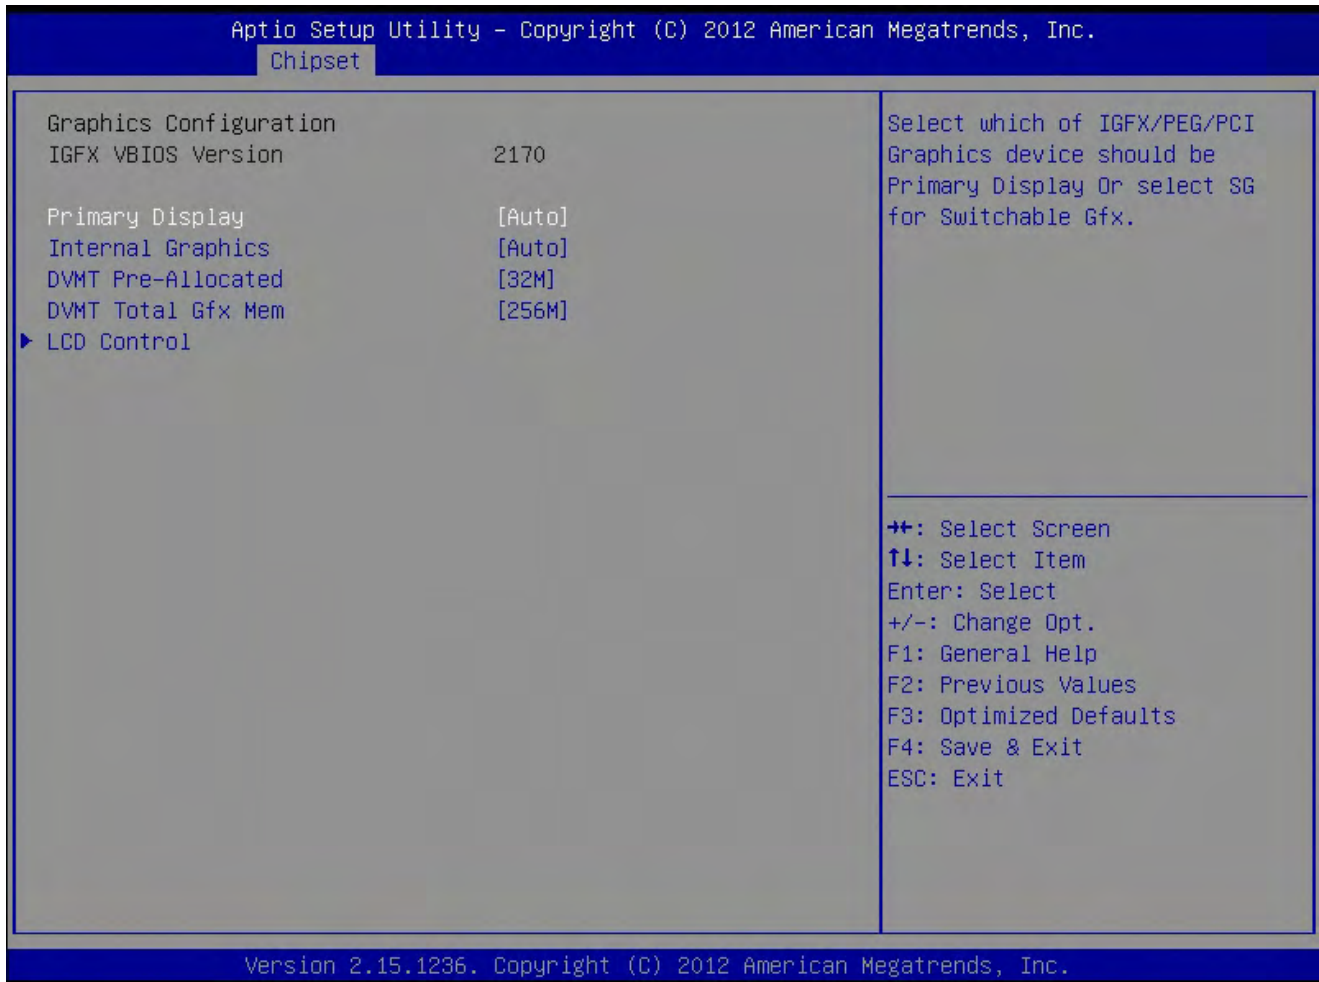 Aptio Setup Utility – Copyright (C) 2012 American Megatrends, Inc.
Chipset
Graphics Configuration
IGFX VBIOS Version 2170
Primary Display [Auto]
Internal Graphics [Auto]
DVMT Pre-Allocated [32M]
DVMT Total Gfx Mem [256M]
LCD Control
Select which of IGFX/PEG/PCI
Graphics device should be
Primary Display Or select SG
for Switchable Gfx.
→←: Select Screen
↑↓: Select Item
Enter: Select
+/-: Change Opt.
F1: General Help
F2: Previous Values
F3: Optimized Defaults
F4: Save & Exit
ESC: Exit
Version 2.15.1236. Copyright (C) 2012 American Megatrends, Inc.